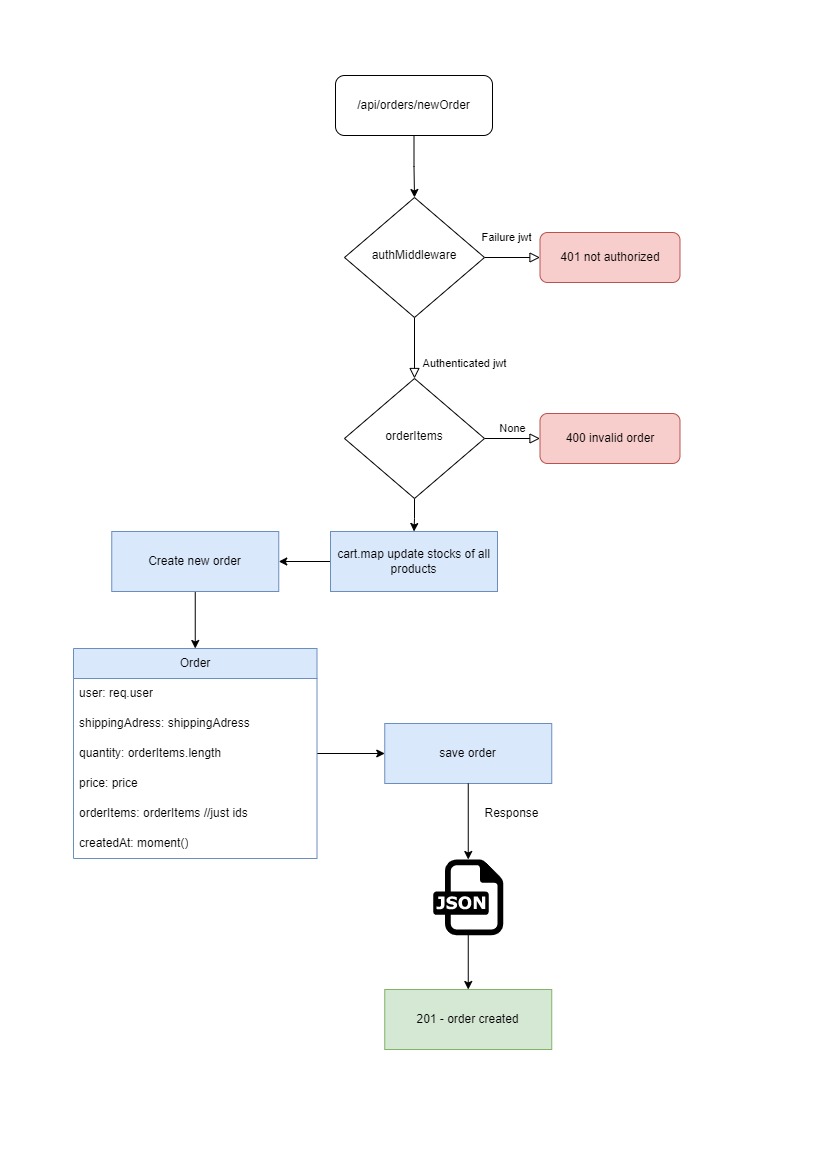 /api/orders/newOrder
authMiddleware
Failure jwt
401 not authorized
Authenticated jwt
orderItems
None
400 invalid order
cart.map update stocks of all
products
Create new order
Order
user: req.user
shippingAdress: shippingAdress
quantity: orderItems.length
price: price
orderItems: orderItems //just ids
createdAt: moment()
save order
Response
JSON
201 - order created